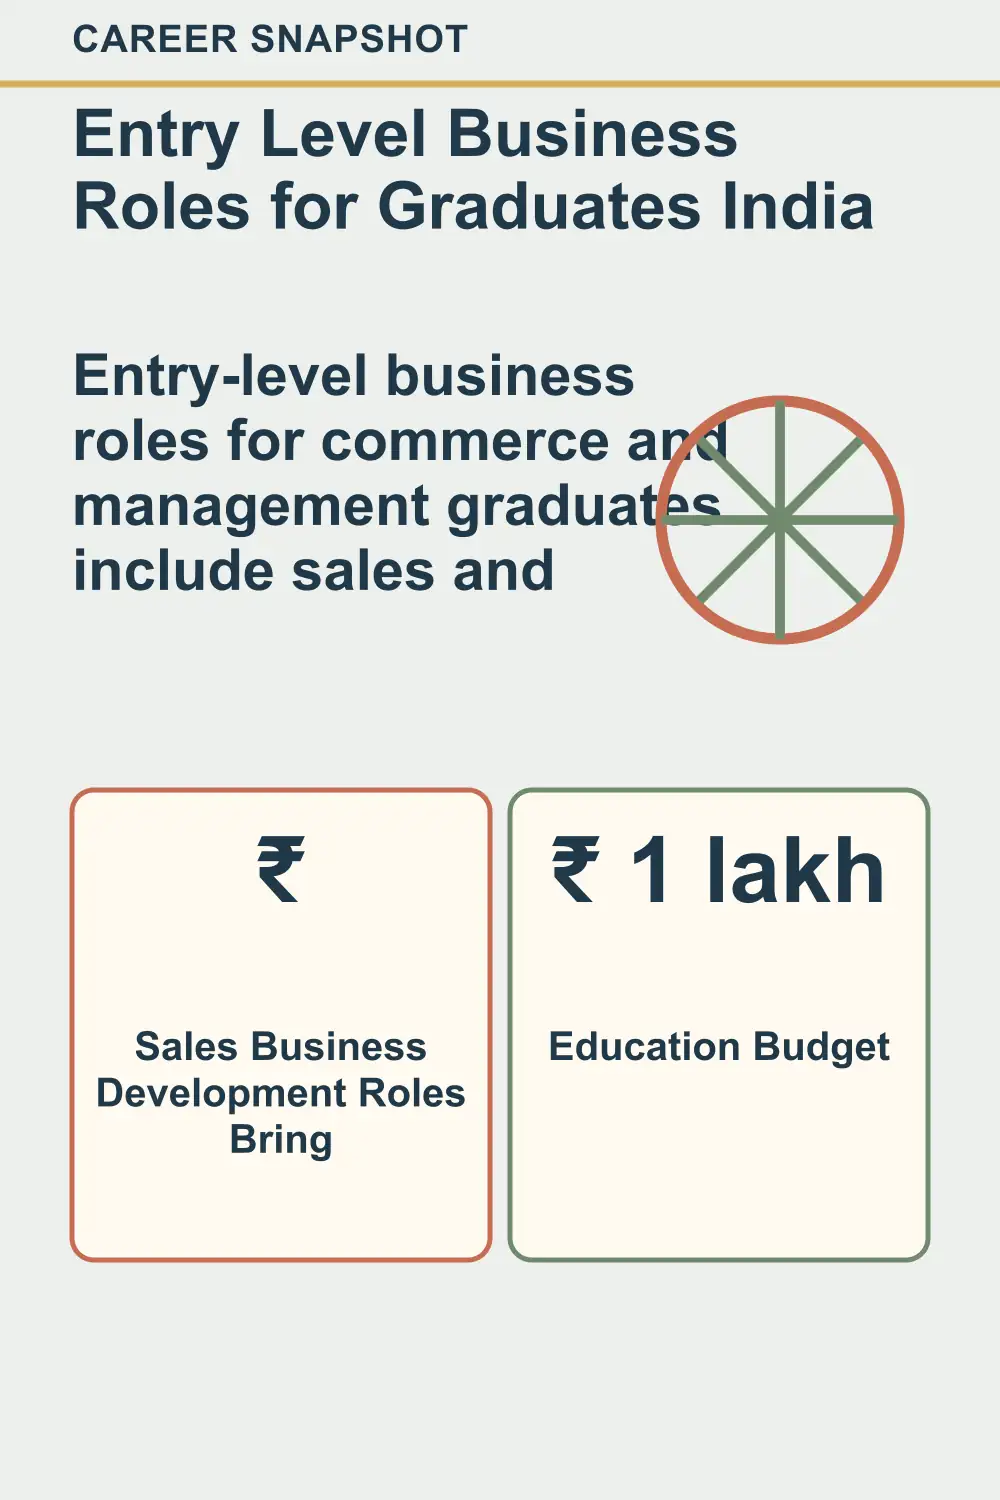 CAREER SNAPSHOT
Entry Level Business
Roles for Graduates India
Entry-level business
roles for commerce and
management graduates
include sales and
₹
Sales Business
Development Roles
Bring
₹ 1 lakh
Education Budget